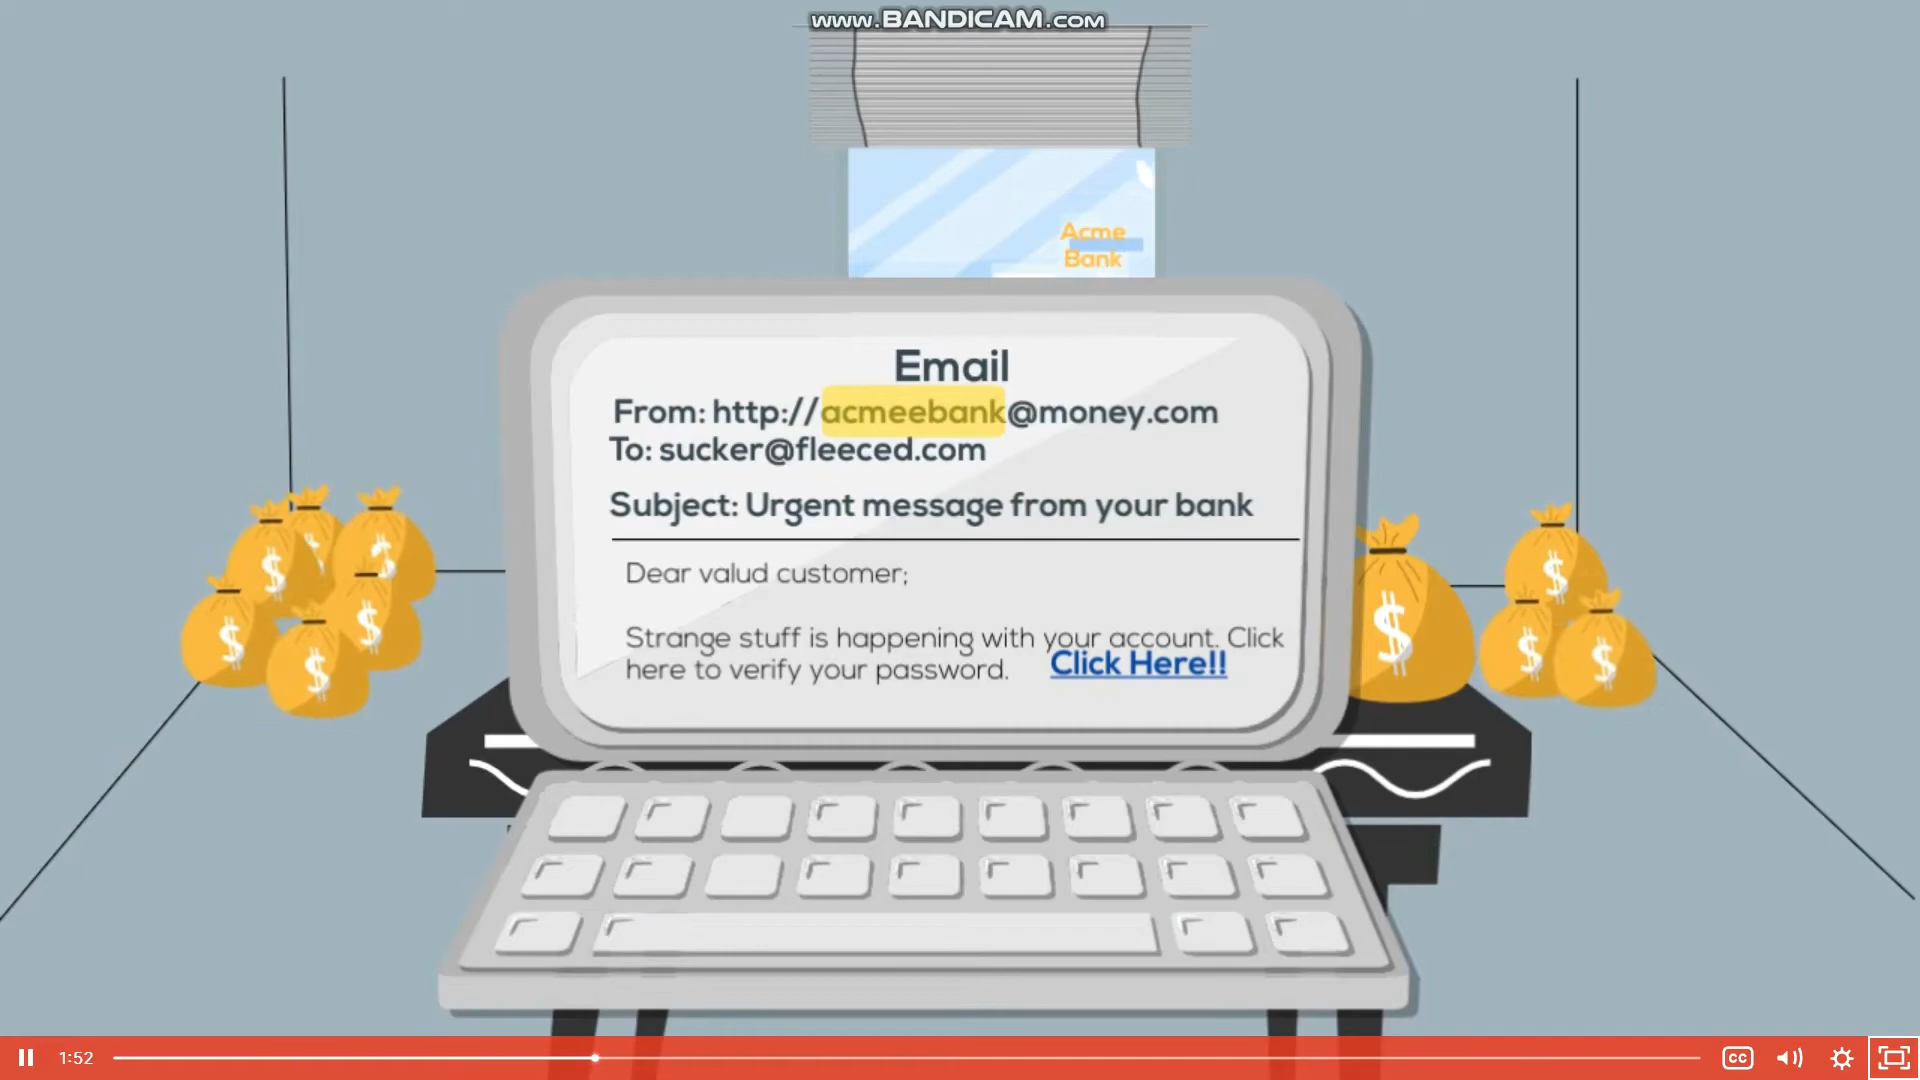 www.BANDICAM.com
Acme
Bank
Email
From: http://acmeebank@money.com
To: sucker@fleeced.com
Subject: Urgent message from your bank
Dear valud customer;
Strange stuff is happening with your account. Click
here to verify your password.
Click Here!!
1:52
CC